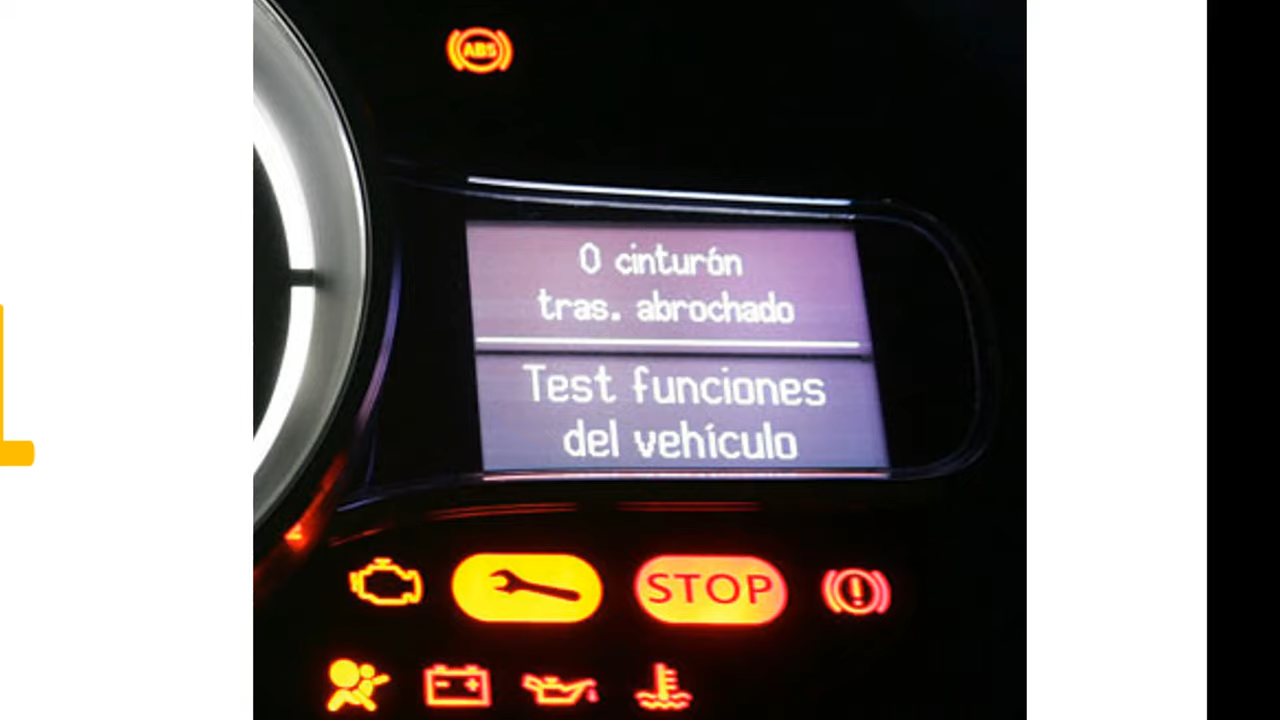 ABS
0 cinturón
tras. abrochado
Test funciones
del vehículo
STOP